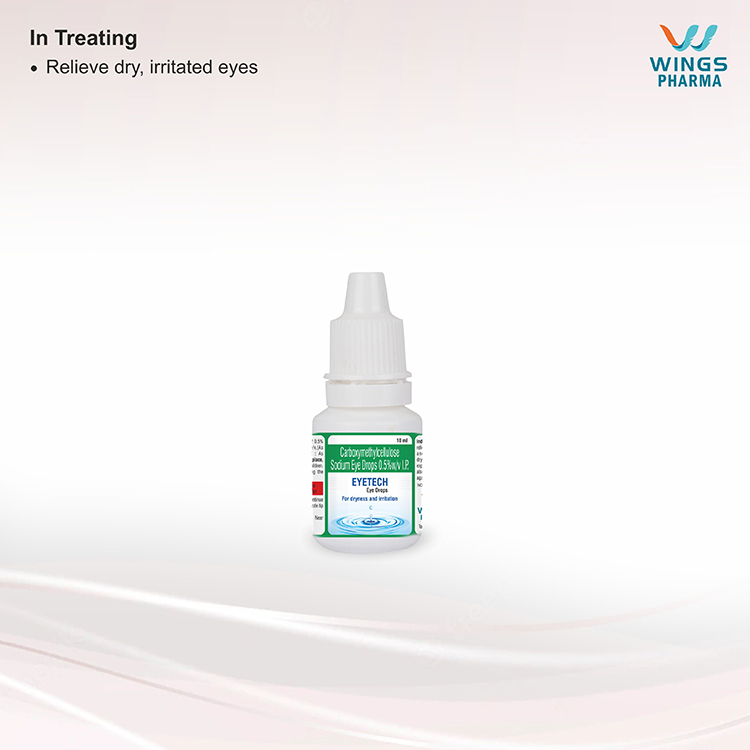 In Treating
• Relieve dry, irritated eyes
WINGS
PHARMA
10 ml
Carboxymethylcellulose
Sodium Eye Drops 0.5%w/v I.P.
EYETECH
Eye Drops
For dryness and irritation